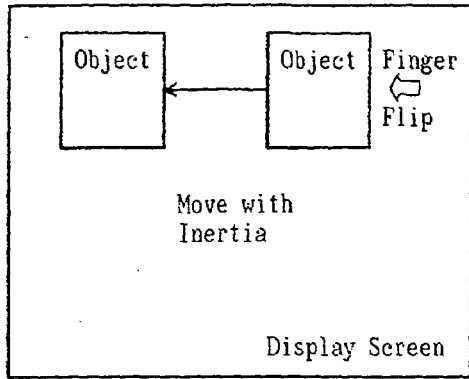 Object
Object
Finger
Flip
Move with
Inertia
Display Screen